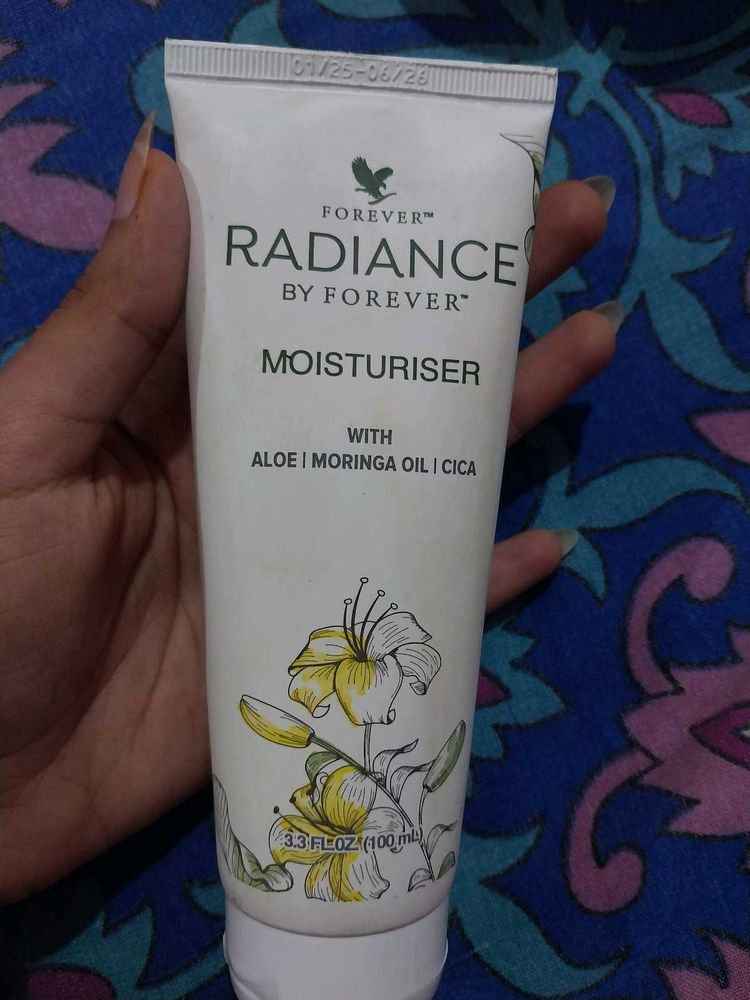 01/25-06/26
FOREVER™
RADIANCE
BY FOREVER™
MOISTURISER
WITH
ALOE | MORINGA OIL | CICA
3.3 FL.OZ. (100 mL)